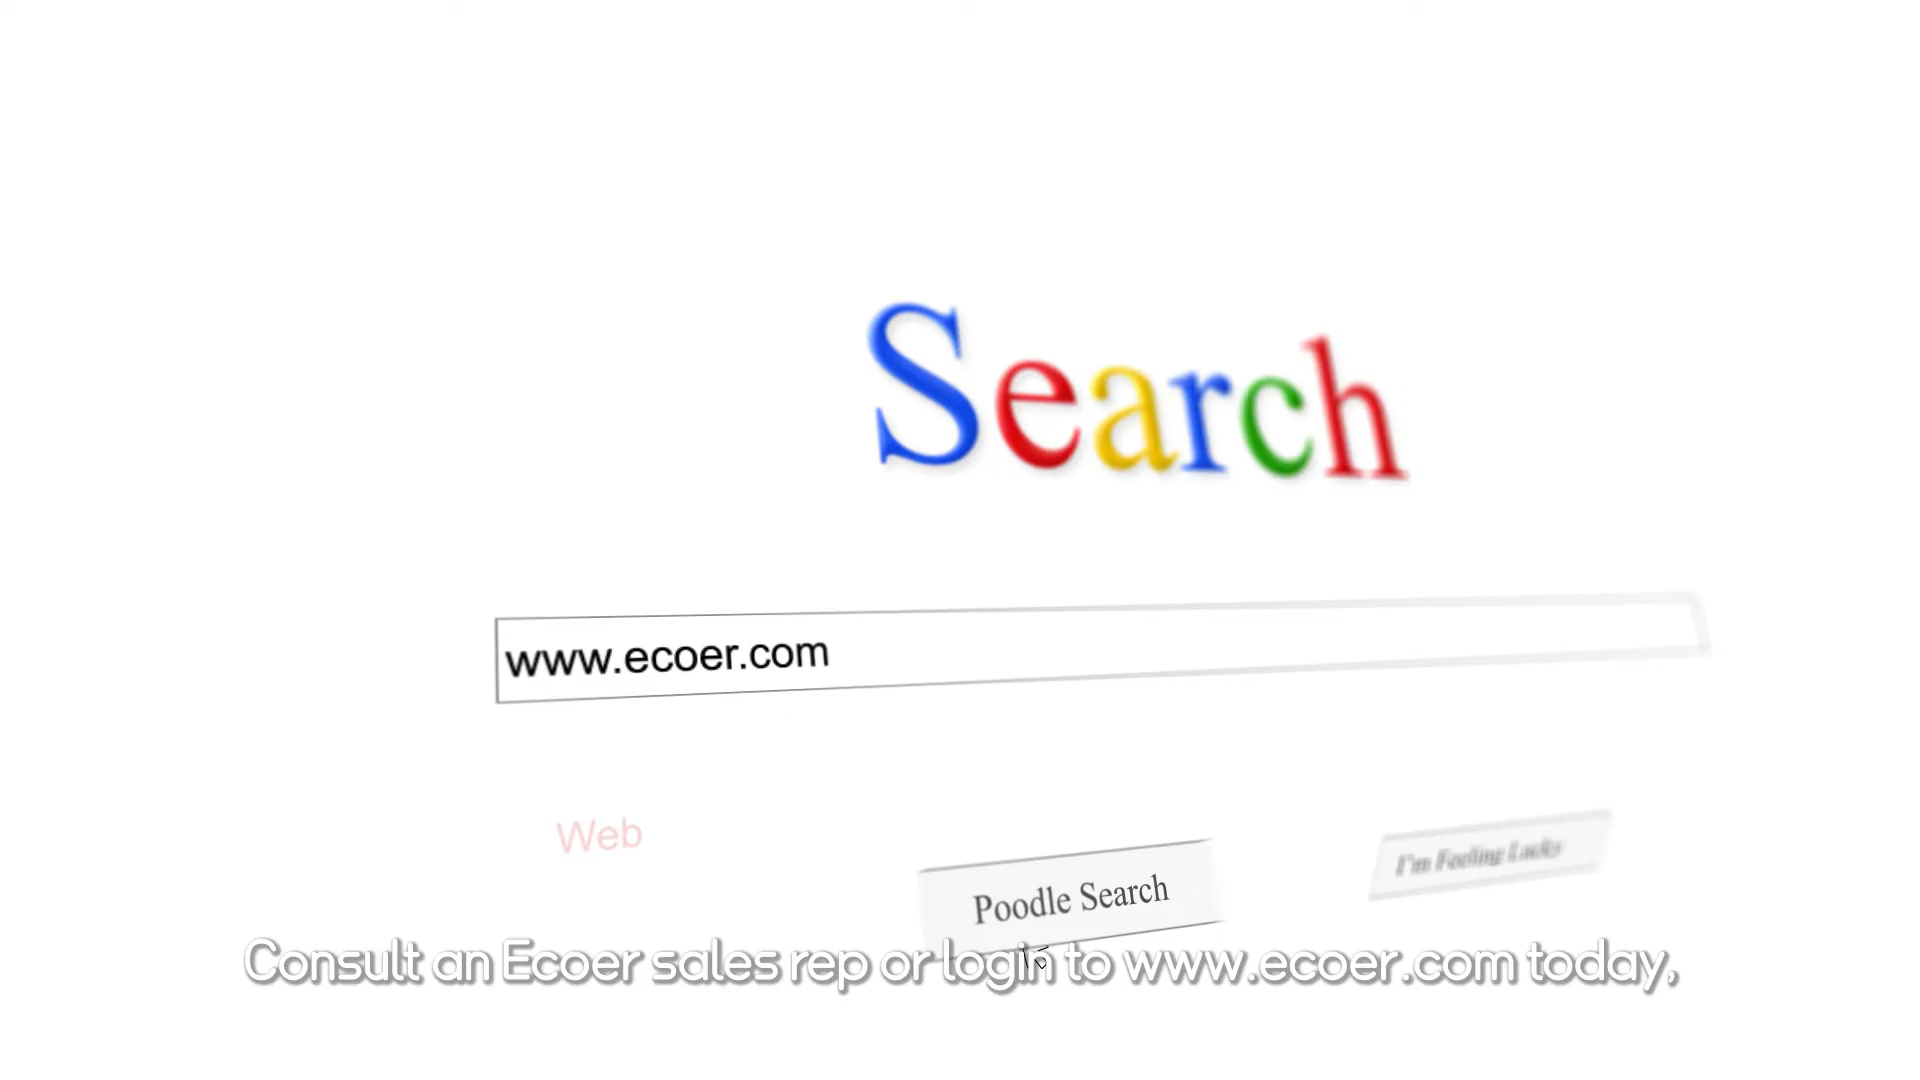 Search
www.ecoer.com
Web
Poodle Search
I'm Feeling Lucky
Consult an Ecoer sales rep or login to www.ecoer.com today,